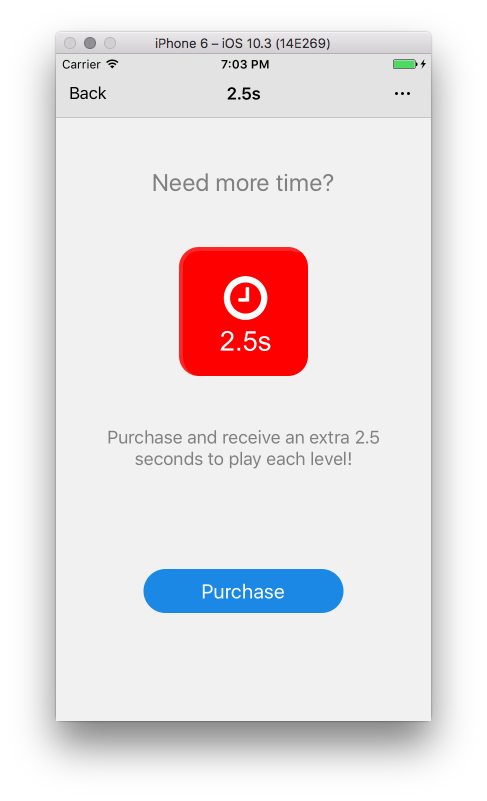 iPhone 6 – iOS 10.3 (14E269)
Carrier 7:03 PM
Back 2.5s ...
Need more time?
2.5s
Purchase and receive an extra 2.5
seconds to play each level!
Purchase